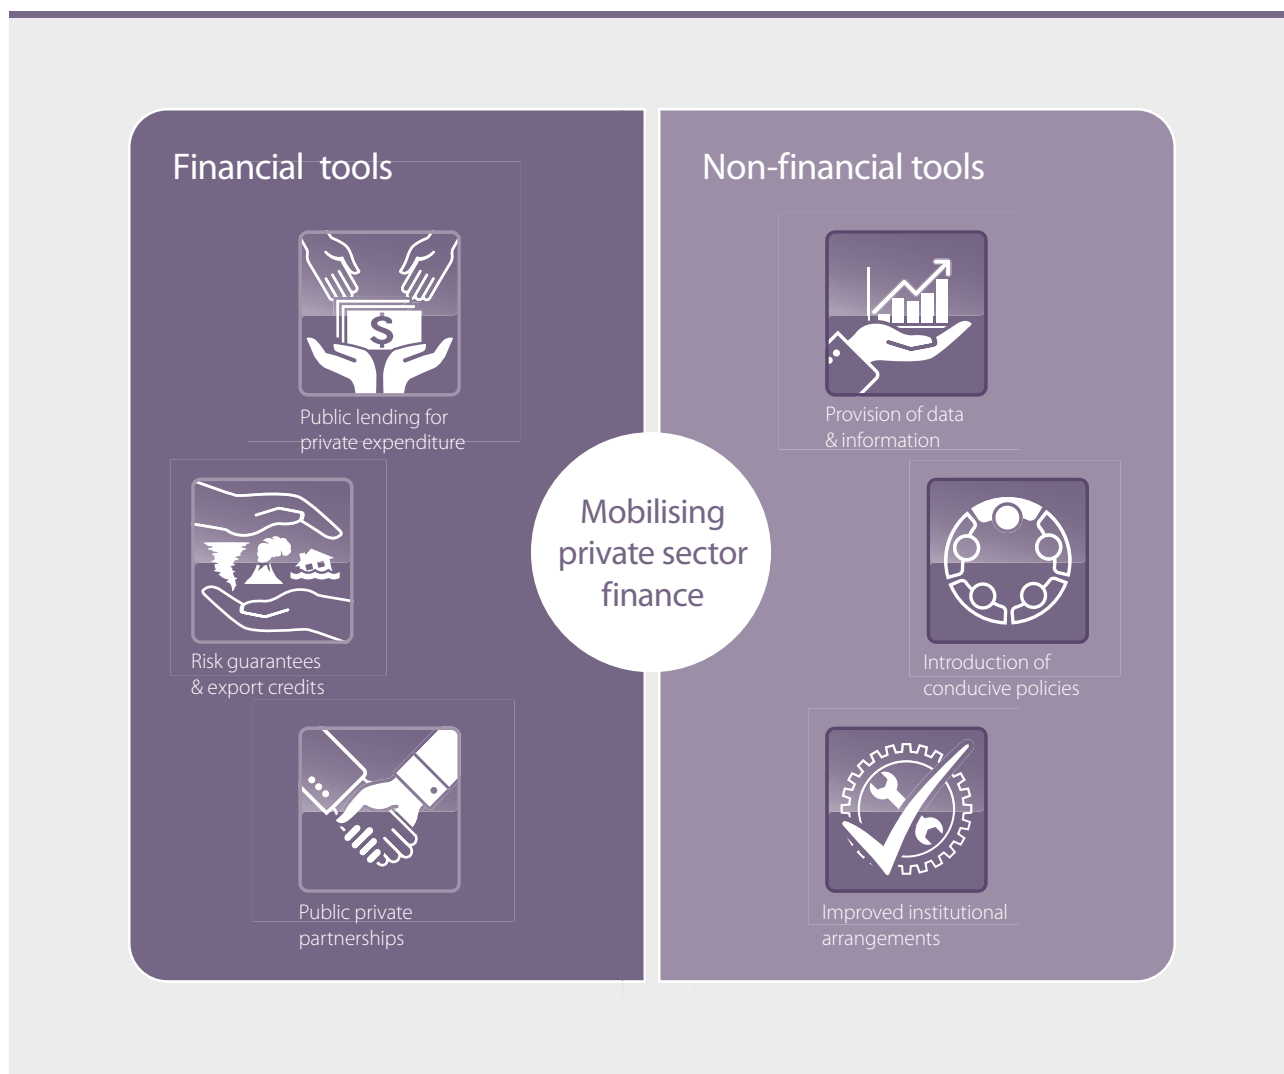 Financial tools
Public lending for
private expenditure
Risk guarantees
& export credits
Public private
partnerships
Mobilising
private sector
finance
Non-financial tools
Provision of data
& information
Introduction of
conducive policies
Improved institutional
arrangements
$